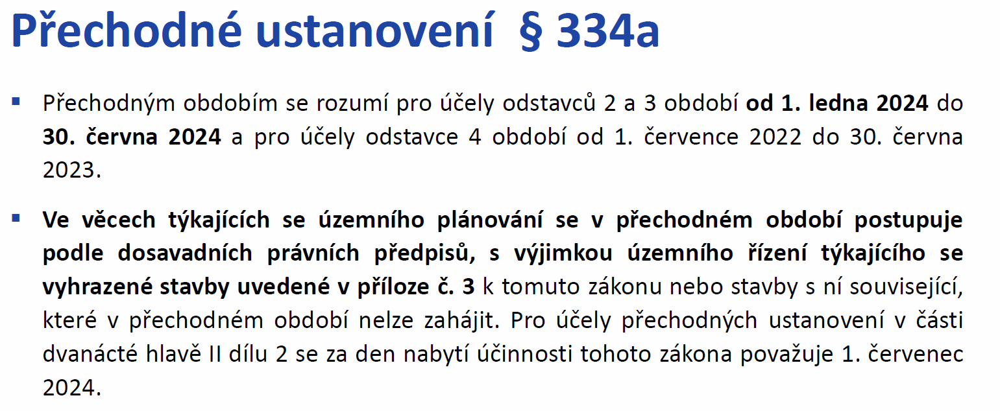 Přechodné ustanovení § 334a
▪ Přechodným obdobím se rozumí pro účely odstavců 2 a 3 období od 1. ledna 2024 do
30. června 2024 a pro účely odstavce 4 období od 1. července 2022 do 30. června
2023.
▪ Ve věcech týkajících se územního plánování se v přechodném období postupuje
podle dosavadních právních předpisů, s výjimkou územního řízení týkajícího se
vyhrazené stavby uvedené v příloze č. 3 k tomuto zákonu nebo stavby s ní související,
které v přechodném období nelze zahájit. Pro účely přechodných ustanovení v části
dvanácté hlavě II dílu 2 se za den nabytí účinnosti tohoto zákona považuje 1. červenec
2024.